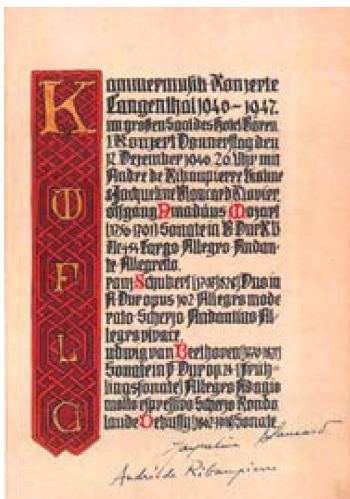 Kammermusik-Konzerte
Langenthal 1946-1947.
im großen Saal des Hotel Bären
1. Konzert Donnerstag den
12. Dezember 1946 20 Uhr mit
Andre de Ribaupierre Violine
& Jacqueline Blancard Klavier
Wolfgang Amadäus Mozart
(1756-1791) Sonate in B Dur KV
454 Largo Allegro Andan-
te Allegretto.
Franz Schubert (1797-1828) Duo in
A Dur opus 162 Allegro mode
rato Scherzo Andantino Al-
legro vivace.
Ludwig van Beethoven (1770-1827)
Sonate in F Dur op. 24 (Früh-
lingssonate) Allegro Adagio
molto espressivo Scherzo Rondo
Claude Debussy (1862-1918) Sonate
Jacqueline Blancard
André de Ribaupierre